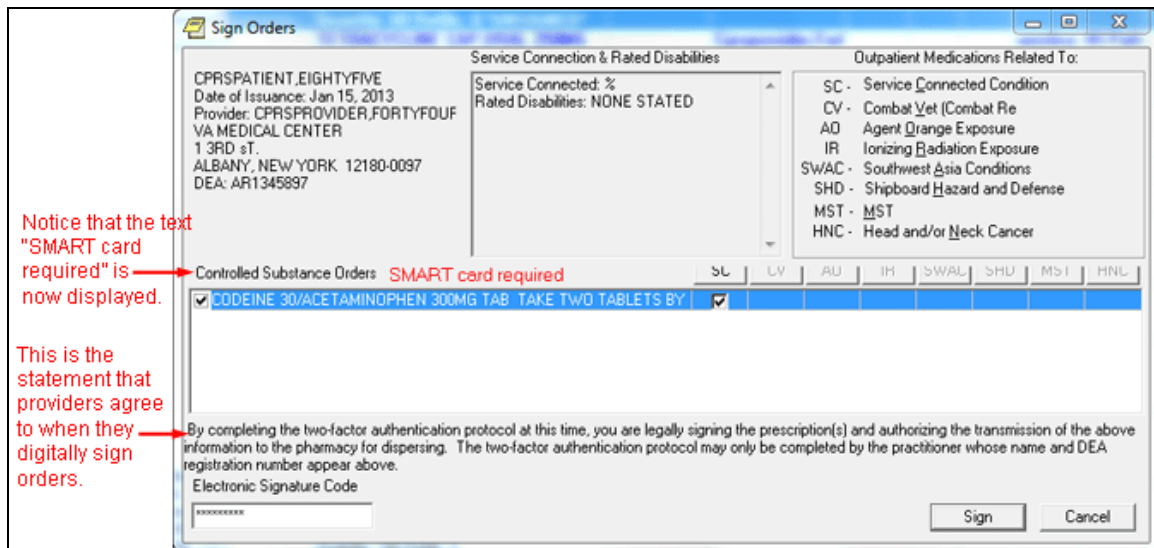 Sign Orders
CPRSPATIENT,EIGHTYFIVE
Date of Issuance: Jan 15, 2013
Provider: CPRSPROVIDER,FORTYFOUF
VA MEDICAL CENTER
1 3RD sT.
ALBANY, NEW YORK 12180-0097
DEA: AR1345897
Service Connection & Rated Disabilities
Service Connected: %
Rated Disabilities: NONE STATED
Outpatient Medications Related To:
SC - Service Connected Condition
CV - Combat Vet (Combat Re
AO Agent Orange Exposure
IR Ionizing Radiation Exposure
SWAC - Southwest Asia Conditions
SHD - Shipboard Hazard and Defense
MST - MST
HNC - Head and/or Neck Cancer
Notice that the text
"SMART card
required" is
now displayed.
Controlled Substance Orders SMART card required SC CV AO IR SWAC SHD MST HNC
CODEINE 30/ACETAMINOPHEN 300MG TAB TAKE TWO TABLETS BY
This is the
statement that
providers agree
to when they
digitally sign
orders.
By completing the two-factor authentication protocol at this time, you are legally signing the prescription(s) and authorizing the transmission of the above
information to the pharmacy for dispersing. The two-factor authentication protocol may only be completed by the practitioner whose name and DEA
registration number appear above.
Electronic Signature Code
*********
Sign Cancel